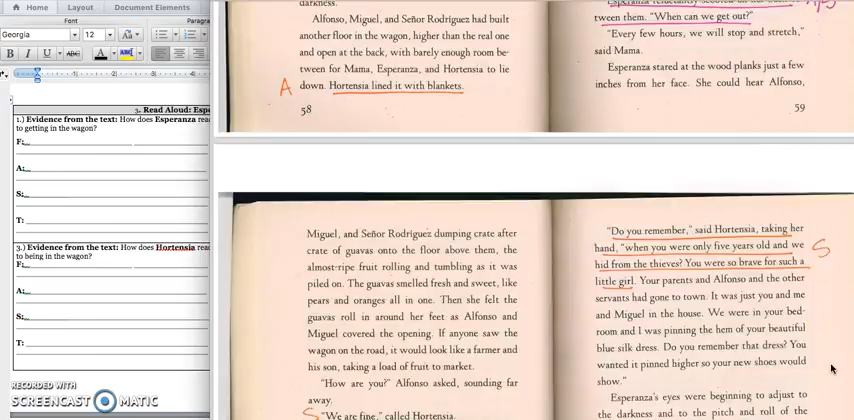 Home Layout Document Elements
Font Paragr
Georgia 12 Aa
B I U ABC
3. Read Aloud: Esp
1.) Evidence from the text: How does Esperanza rea
to getting in the wagon?
F:
A:
S:
T:
3.) Evidence from the text: How does Hortensia rea
to being in the wagon?
F:
A:
S:
T:
RECORDED WITH
SCREENCAST MATIC
darkness.
Alfonso, Miguel, and Señor Rodríguez had built
another floor in the wagon, higher than the real one
and open at the back, with barely enough room be-
tween for Mama, Esperanza, and Hortensia to lie
A down. Hortensia lined it with blankets.
58
tween them. "When can we get out?"
"Every few hours, we will stop and stretch,"
said Mama.
Esperanza stared at the wood planks just a few
inches from her face. She could hear Alfonso,
59
Miguel, and Señor Rodríguez dumping crate after
crate of guavas onto the floor above them, the
almost-ripe fruit rolling and tumbling as it was
piled on. The guavas smelled fresh and sweet, like
pears and oranges all in one. Then she felt the
guavas roll in around her feet as Alfonso and
Miguel covered the opening. If anyone saw the
wagon on the road, it would look like a farmer and
his son, taking a load of fruit to market.
"How are you?" Alfonso asked, sounding far
away.
S "We are fine," called Hortensia.
"Do you remember," said Hortensia, taking her
hand, "when you were only five years old and we S
hid from the thieves? You were so brave for such a
little girl. Your parents and Alfonso and the other
servants had gone to town. It was just you and me
and Miguel in the house. We were in your bed-
room and I was pinning the hem of your beautiful
blue silk dress. Do you remember that dress? You
wanted it pinned higher so your new shoes would
show."
Esperanza's eyes were beginning to adjust to
the darkness and to the pitch and roll of the